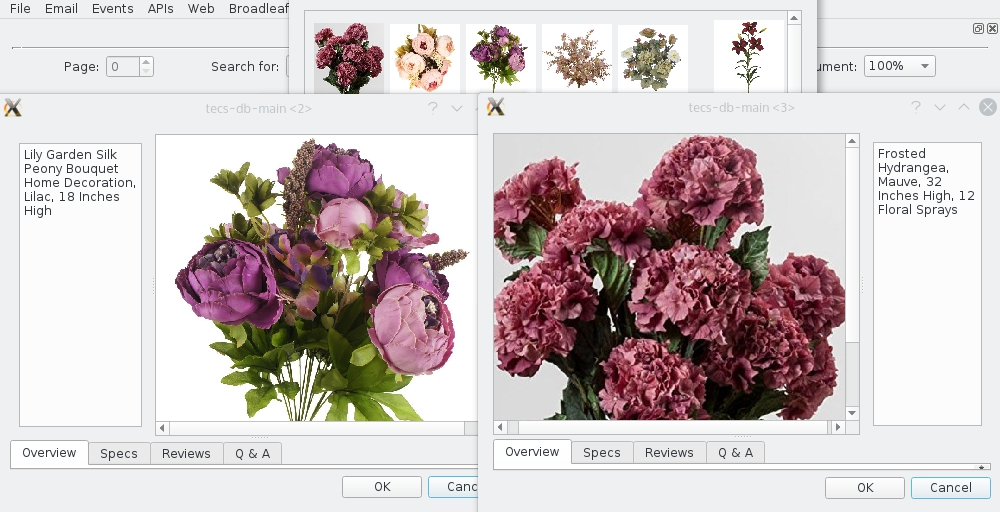 File Email Events APIs Web Broadleaf
Page: 0 Search for: ument: 100%
tecs-db-main <2>
tecs-db-main <3>
Lily Garden Silk
Peony Bouquet
Home Decoration,
Lilac, 18 Inches
High
Frosted
Hydrangea,
Mauve, 32
Inches High, 12
Floral Sprays
Overview Specs Reviews Q & A
Overview Specs Reviews Q & A
OK Canc
OK Cancel